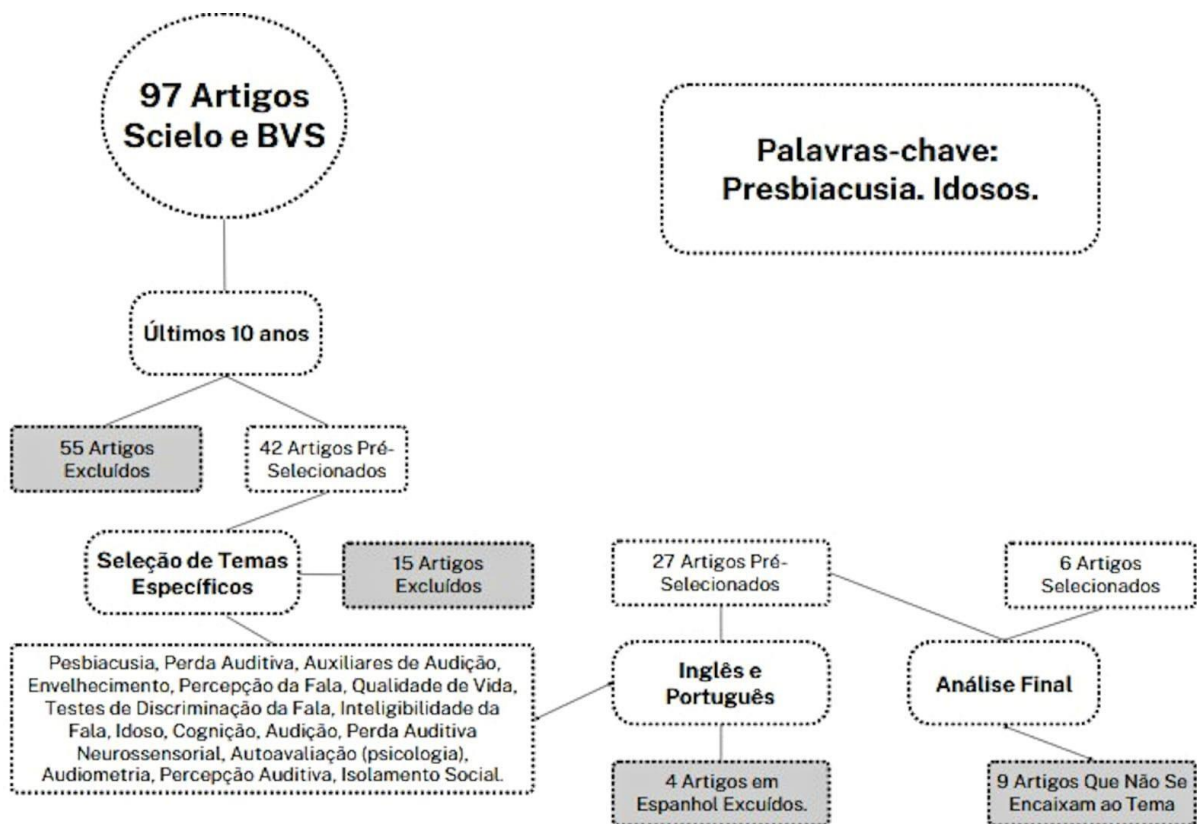 97 Artigos
Scielo e BVS
Palavras-chave:
Presbiacusia. Idosos.
Últimos 10 anos
55 Artigos
Excluídos
42 Artigos Pré-
Selecionados
Seleção de Temas
Específicos
15 Artigos
Excluídos
27 Artigos Pré-
Selecionados
6 Artigos
Selecionados
Pesbiacusia, Perda Auditiva, Auxiliares de Audição,
Envelhecimento, Percepção da Fala, Qualidade de Vida,
Testes de Discriminação da Fala, Inteligibilidade da
Fala, Idoso, Cognição, Audição, Perda Auditiva
Neurossensorial, Autoavaliação (psicologia),
Audiometria, Percepção Auditiva, Isolamento Social.
Inglês e
Português
Análise Final
4 Artigos em
Espanhol Excuídos.
9 Artigos Que Não Se
Encaixam ao Tema